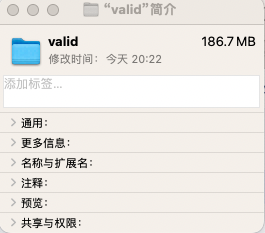 “valid”简介
valid 186.7 MB
修改时间：今天 20:22
添加标签...
通用：
更多信息：
名称与扩展名：
注释：
预览：
共享与权限：